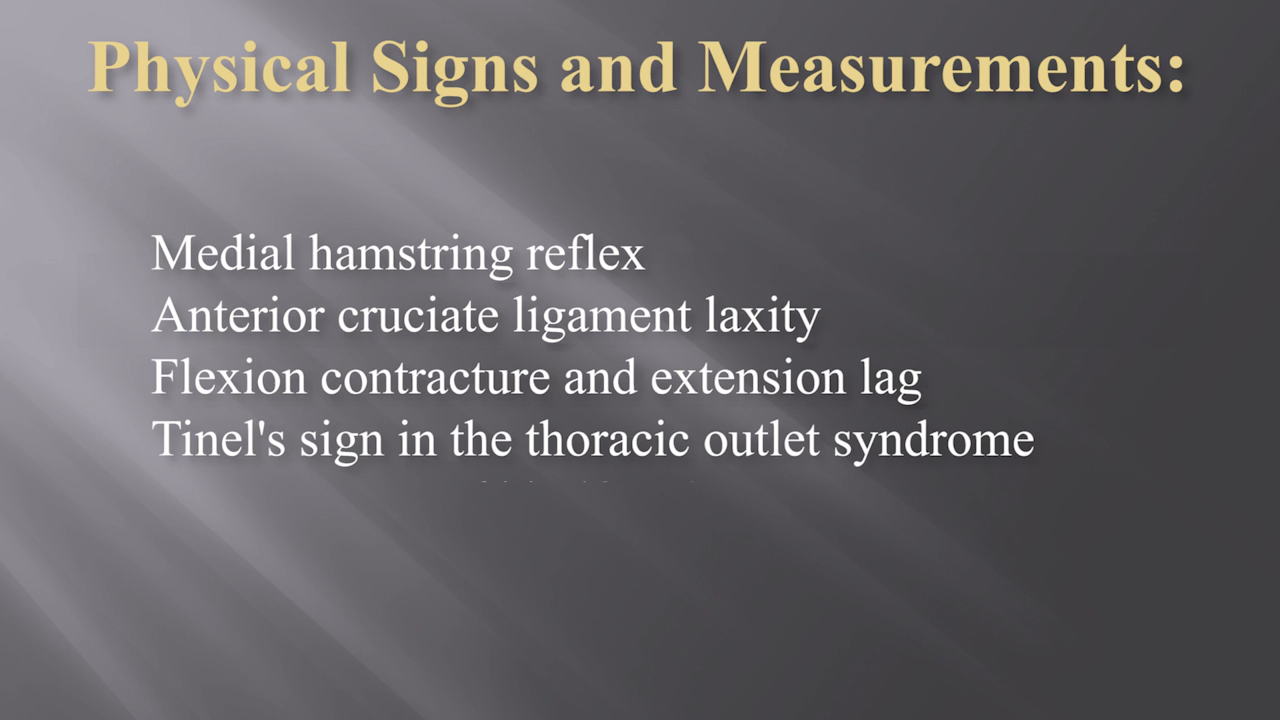 Physical Signs and Measurements:
Medial hamstring reflex
Anterior cruciate ligament laxity
Flexion contracture and extension lag
Tinel's sign in the thoracic outlet syndrome